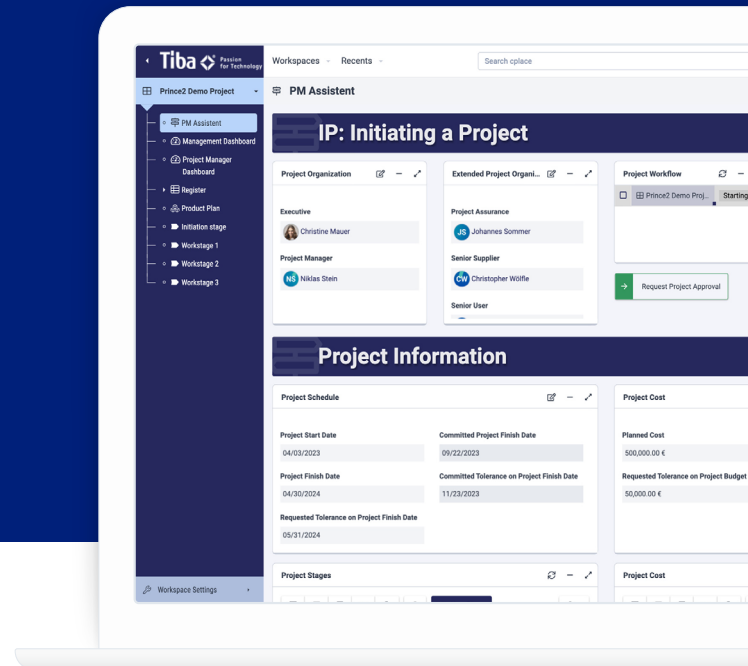 Tiba Passion for Technology
Workspaces
Recents
Search cplace
Prince2 Demo Project
PM Assistent
PM Assistent
Management Dashboard
Project Manager
Dashboard
Register
Product Plan
Initiation stage
Workstage 1
Workstage 2
Workstage 3
Workspace Settings
IP: Initiating a Project
Project Organization
Executive
Christine Mauer
Project Manager
NS Niklas Stein
Extended Project Organi...
Project Assurance
JS Johannes Sommer
Senior Supplier
CW Christopher Wölfle
Senior User
Project Workflow
Prince2 Demo Proj... Starting
Request Project Approval
Project Information
Project Schedule
Project Start Date
04/03/2023
Committed Project Finish Date
09/22/2023
Project Finish Date
04/30/2024
Committed Tolerance on Project Finish Date
11/23/2023
Requested Tolerance on Project Finish Date
05/31/2024
Project Cost
Planned Cost
500,000.00 €
Requested Tolerance on Project Budget
50,000.00 €
Project Stages
Project Cost